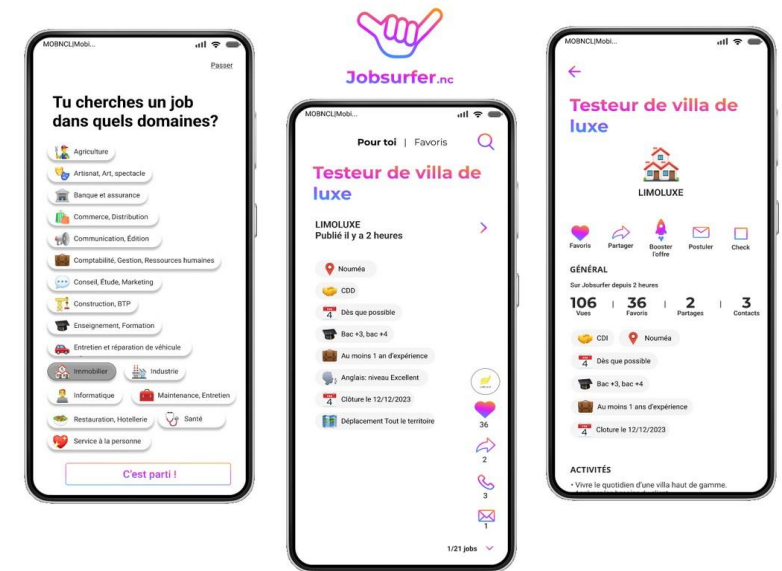 MOBNCL|Mobi...
Passer
Tu cherches un job
dans quels domaines?
Agriculture
Artisnat, Art, spectacle
Banque et assurance
Commerce, Distribution
Communication, Édition
Comptabilité, Gestion, Ressources humaines
Conseil, Étude, Marketing
Construction, BTP
Enseignement, Formation
Entretien et réparation de véhicule
Immobilier
Industrie
Informatique
Maintenance, Entretien
Restauration, Hotellerie
Santé
Service à la personne
C'est parti !
Jobsurfer.nc
MOBNCL|Mobi...
Pour toi | Favoris
Testeur de villa de
luxe
LIMOLUXE
Publié il y a 2 heures
Nouméa
CDD
4 Dès que possible
Bac +3, bac +4
Au moins 1 an d'expérience
Anglais: niveau Excellent
4 Clôture le 12/12/2023
Déplacement Tout le territoire
36
2
3
1
1/21 jobs
MOBNCL|Mobi...
Testeur de villa de
luxe
LIMOLUXE
Favoris Partager Booster Postuler Check
l'offre
GÉNÉRAL
Sur Jobsurfer depuis 2 heures
106 | 36 | 2 | 3
Vues Favoris Partages Contacts
CDI Nouméa
4 Dès que possible
Bac +3, bac +4
Au moins 1 ans d'expérience
4 Cloture le 12/12/2023
ACTIVITÉS
• Vivre le quotidien d'une villa haut de gamme.